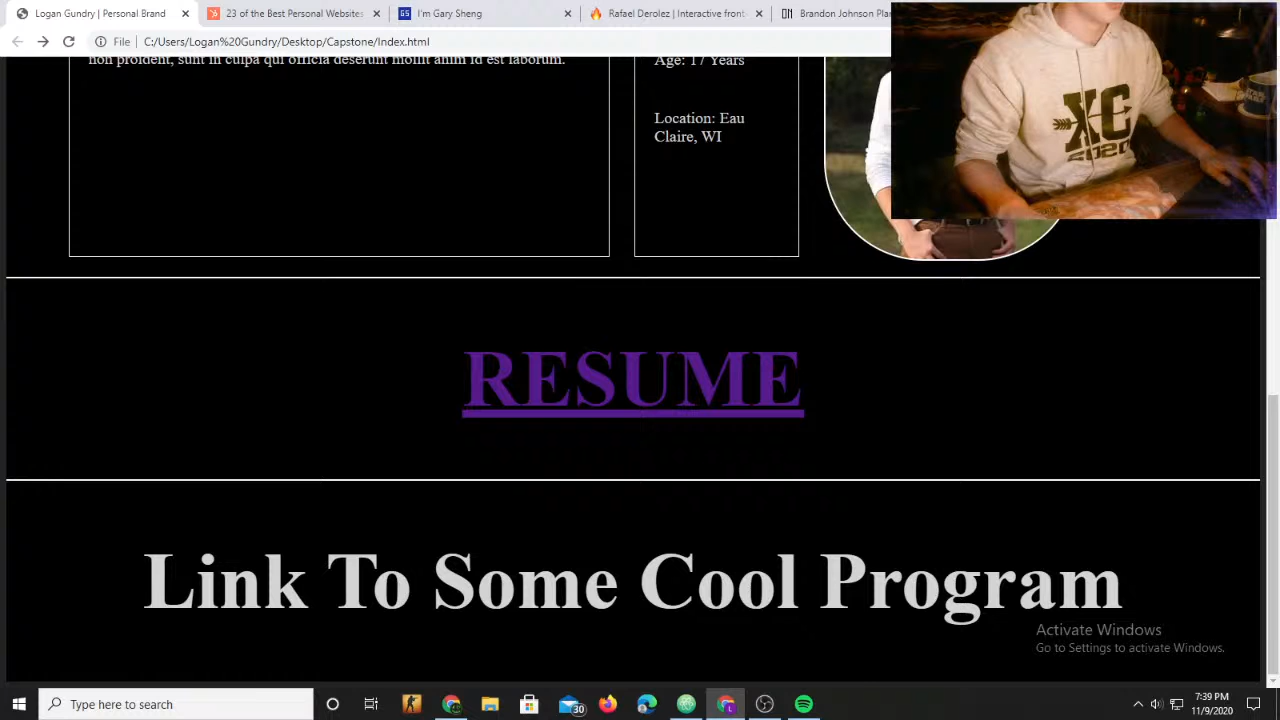 Logan Gundry | Personal Brand
23 of the Best Personal Websites
I'm Gary Sheng
Rafael Derolez | Interactive front
Brandon Johnson Pla
File
C:/Users/Logan%20Gundry/Desktop/Capstone/Index.html
non proident, sunt in culpa qui officia deserunt mollit anim id est laborum.
Age: 17 Years
Location: Eau
Claire, WI
XC
2020
RESUME
Link To Some Cool Program
Activate Windows
Go to Settings to activate Windows.
Type here to search
30
7:39 PM
11/9/2020